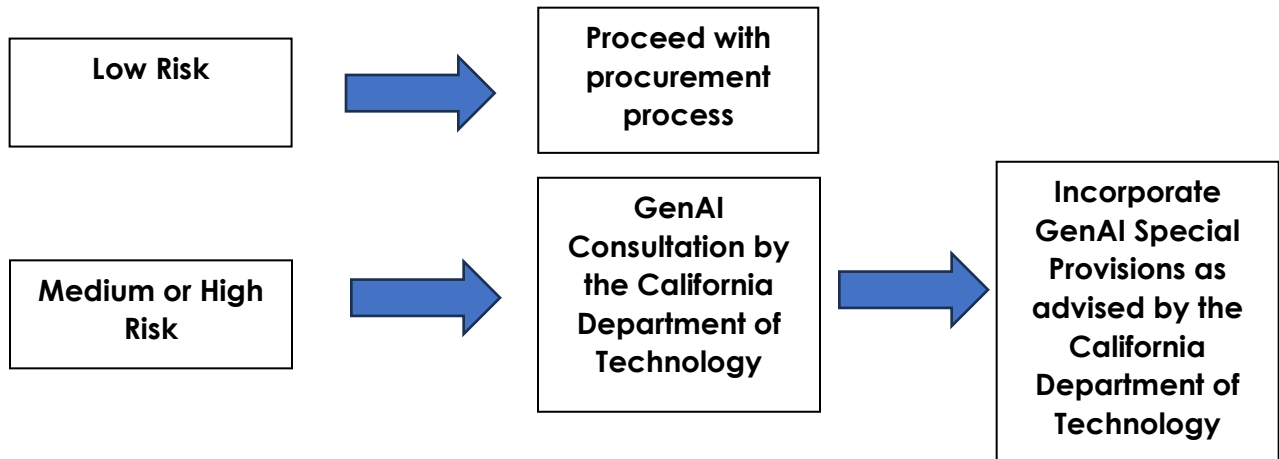 Low Risk
Proceed with
procurement
process
Medium or High
Risk
GenAI
Consultation by
the California
Department of
Technology
Incorporate
GenAI Special
Provisions as
advised by the
California
Department of
Technology